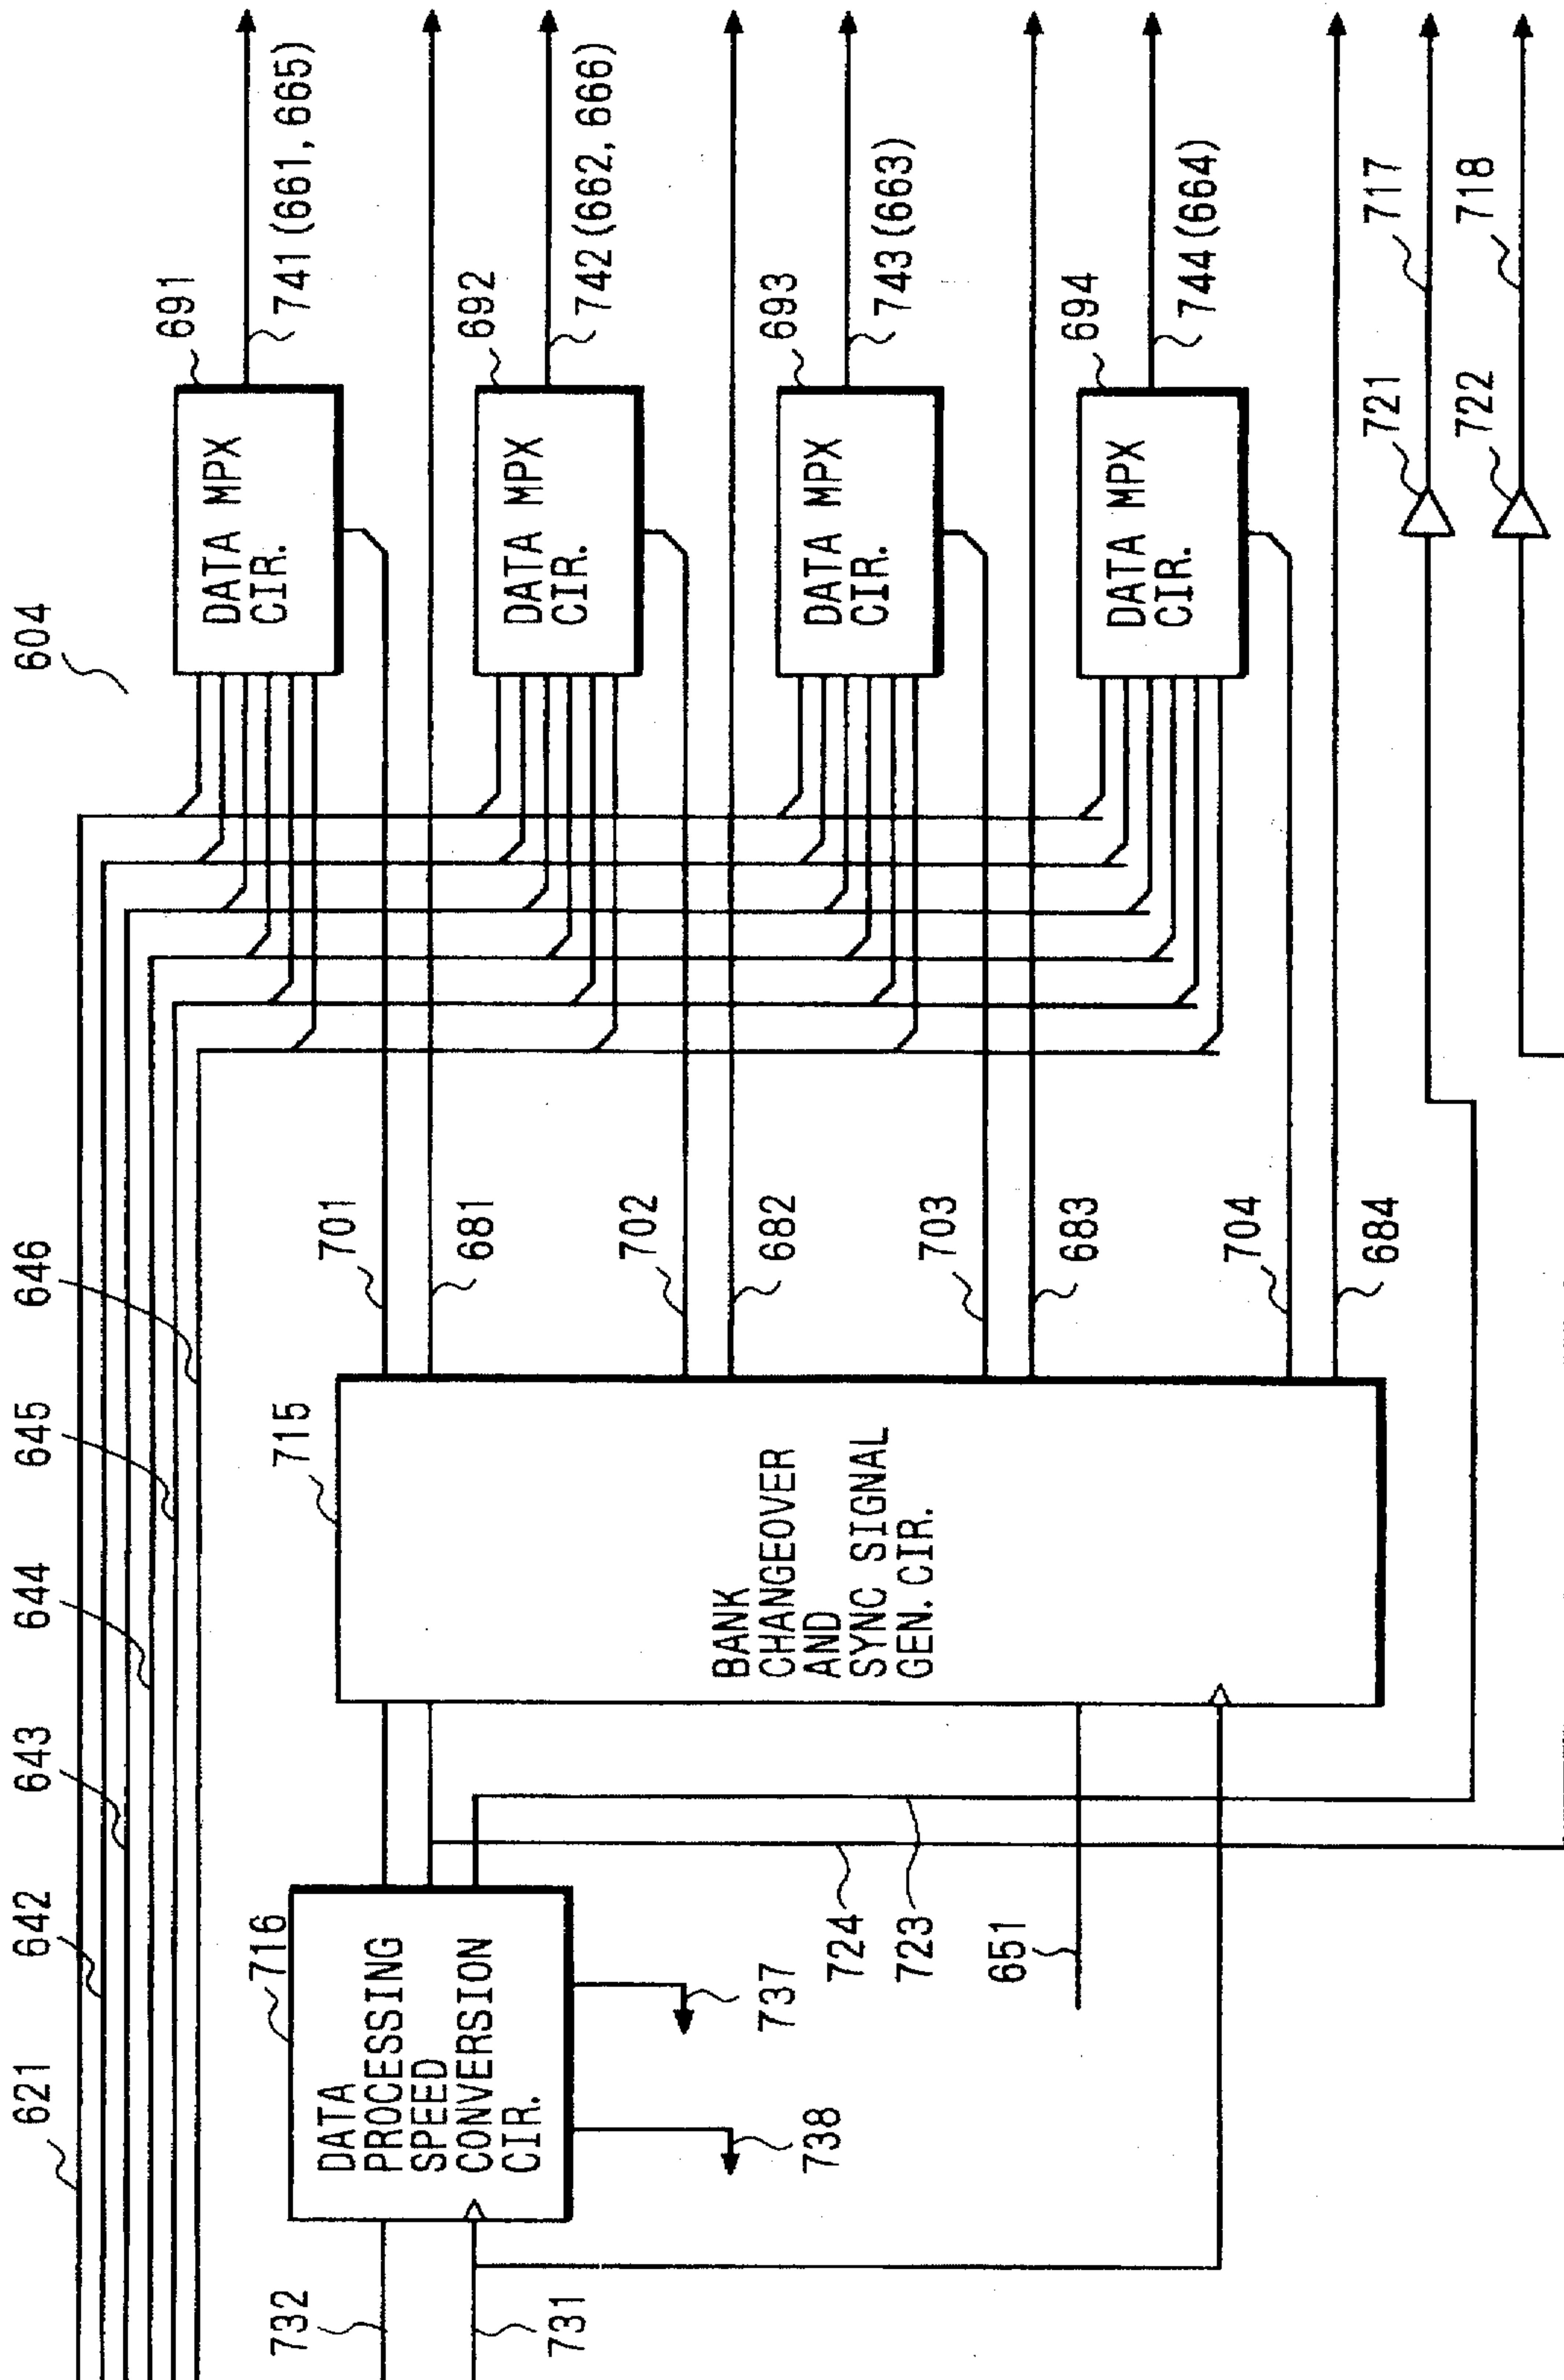 604
621
642
643
644
645
646
691
DATA MPX
CIR.
741 (661, 665)
692
DATA MPX
CIR.
742 (662, 666)
693
DATA MPX
CIR.
743 (663)
694
DATA MPX
CIR.
744 (664)
721
717
722
718
701
681
702
682
703
683
704
684
715
BANK
CHANGEOVER
AND
SYNC SIGNAL
GEN. CIR.
716
DATA
PROCESSING
SPEED
CONVERSION
CIR.
737
738
724
723
651
732
731